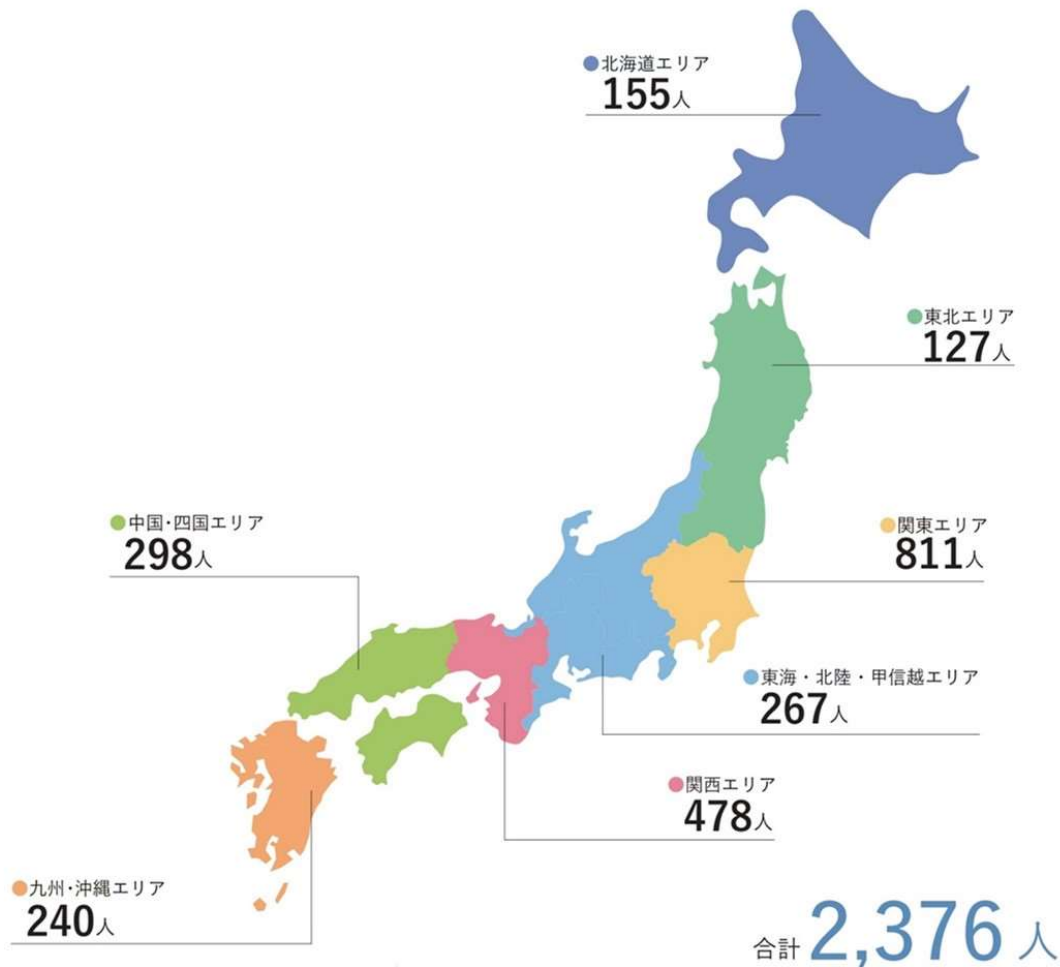 北海道エリア
155人
東北エリア
127人
中国・四国エリア
298人
関東エリア
811人
東海・北陸・甲信越エリア
267人
関西エリア
478人
九州・沖縄エリア
240人
合計 2,376 人